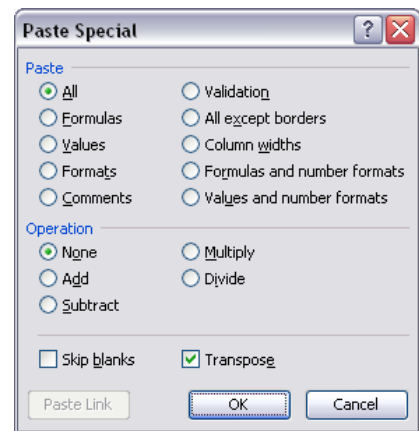 Paste Special
Paste
All
Formulas
Values
Formats
Comments
Validation
All except borders
Column widths
Formulas and number formats
Values and number formats
Operation
None
Add
Subtract
Multiply
Divide
Skip blanks
Transpose
Paste Link
OK
Cancel